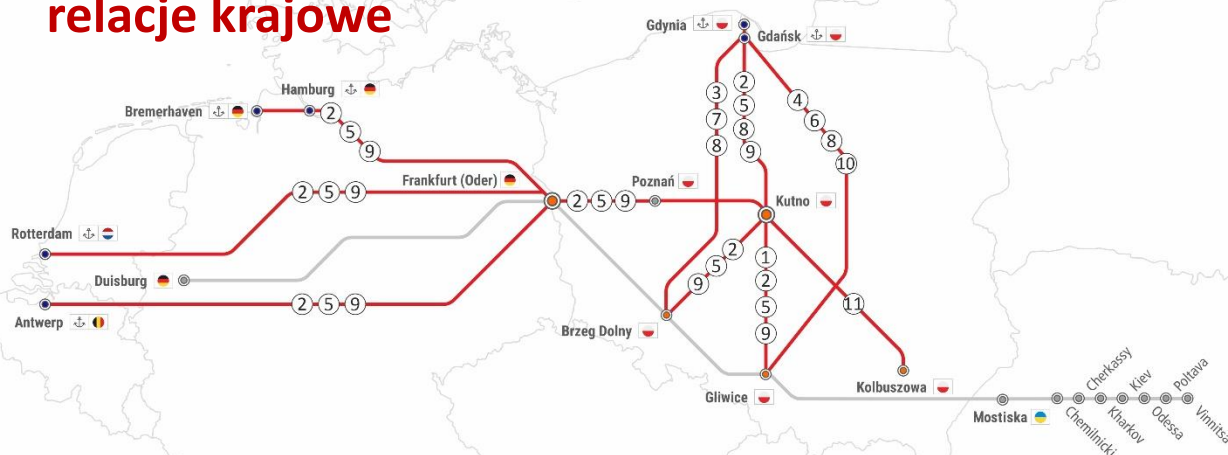 relacje krajowe
Gdynia
Gdańsk
Hamburg
Bremerhaven
2
5
9
3
7
8
2
5
8
9
4
6
8
10
Frankfurt (Oder)
2 5 9
Poznań
2 5 9
Kutno
Rotterdam
Duisburg
2 5 9
Antwerp
2
5
9
1
2
5
9
11
Brzeg Dolny
Gliwice
Kolbuszowa
Mostiska
Chemilnicki
Cherkassy
Kharkov
Kiev
Odessa
Poltava
Vinnitsa